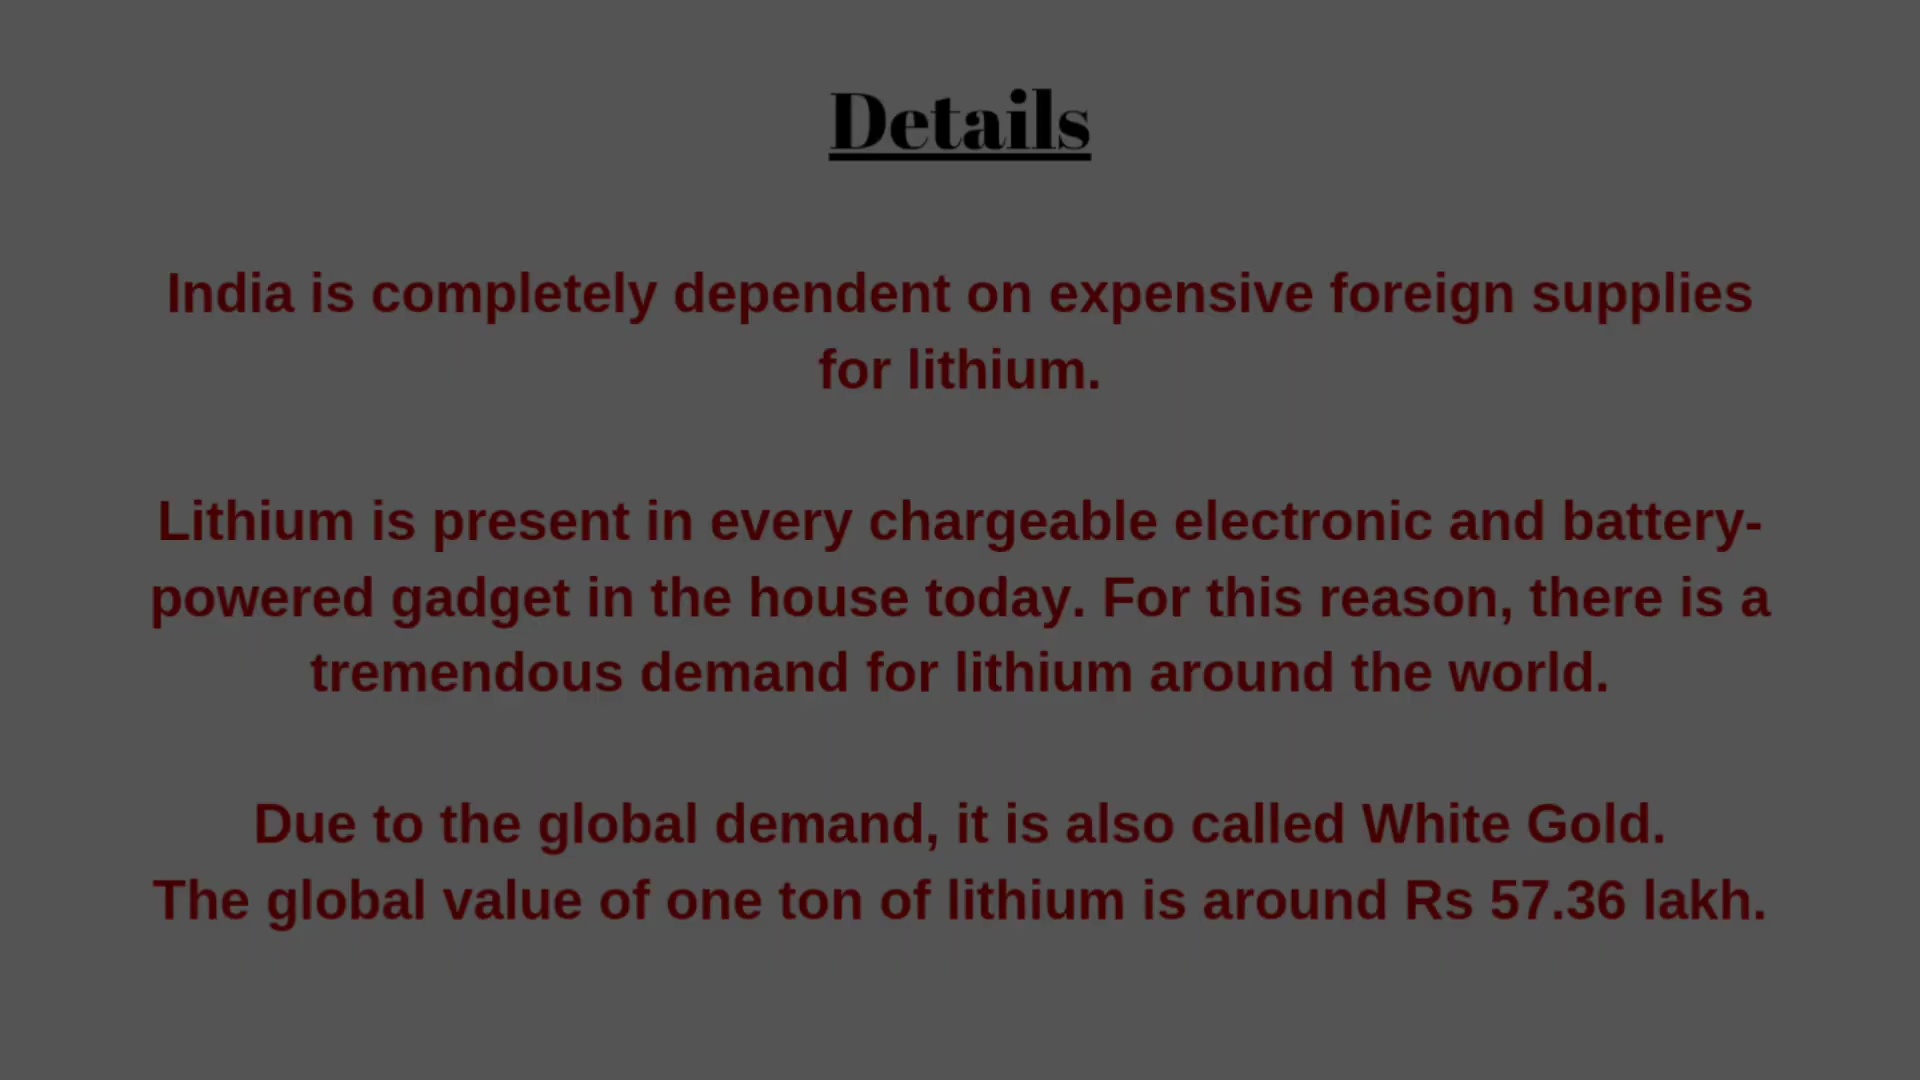 Details
India is completely dependent on expensive foreign supplies
for lithium.
Lithium is present in every chargeable electronic and battery-
powered gadget in the house today. For this reason, there is a
tremendous demand for lithium around the world.
Due to the global demand, it is also called White Gold.
The global value of one ton of lithium is around Rs 57.36 lakh.